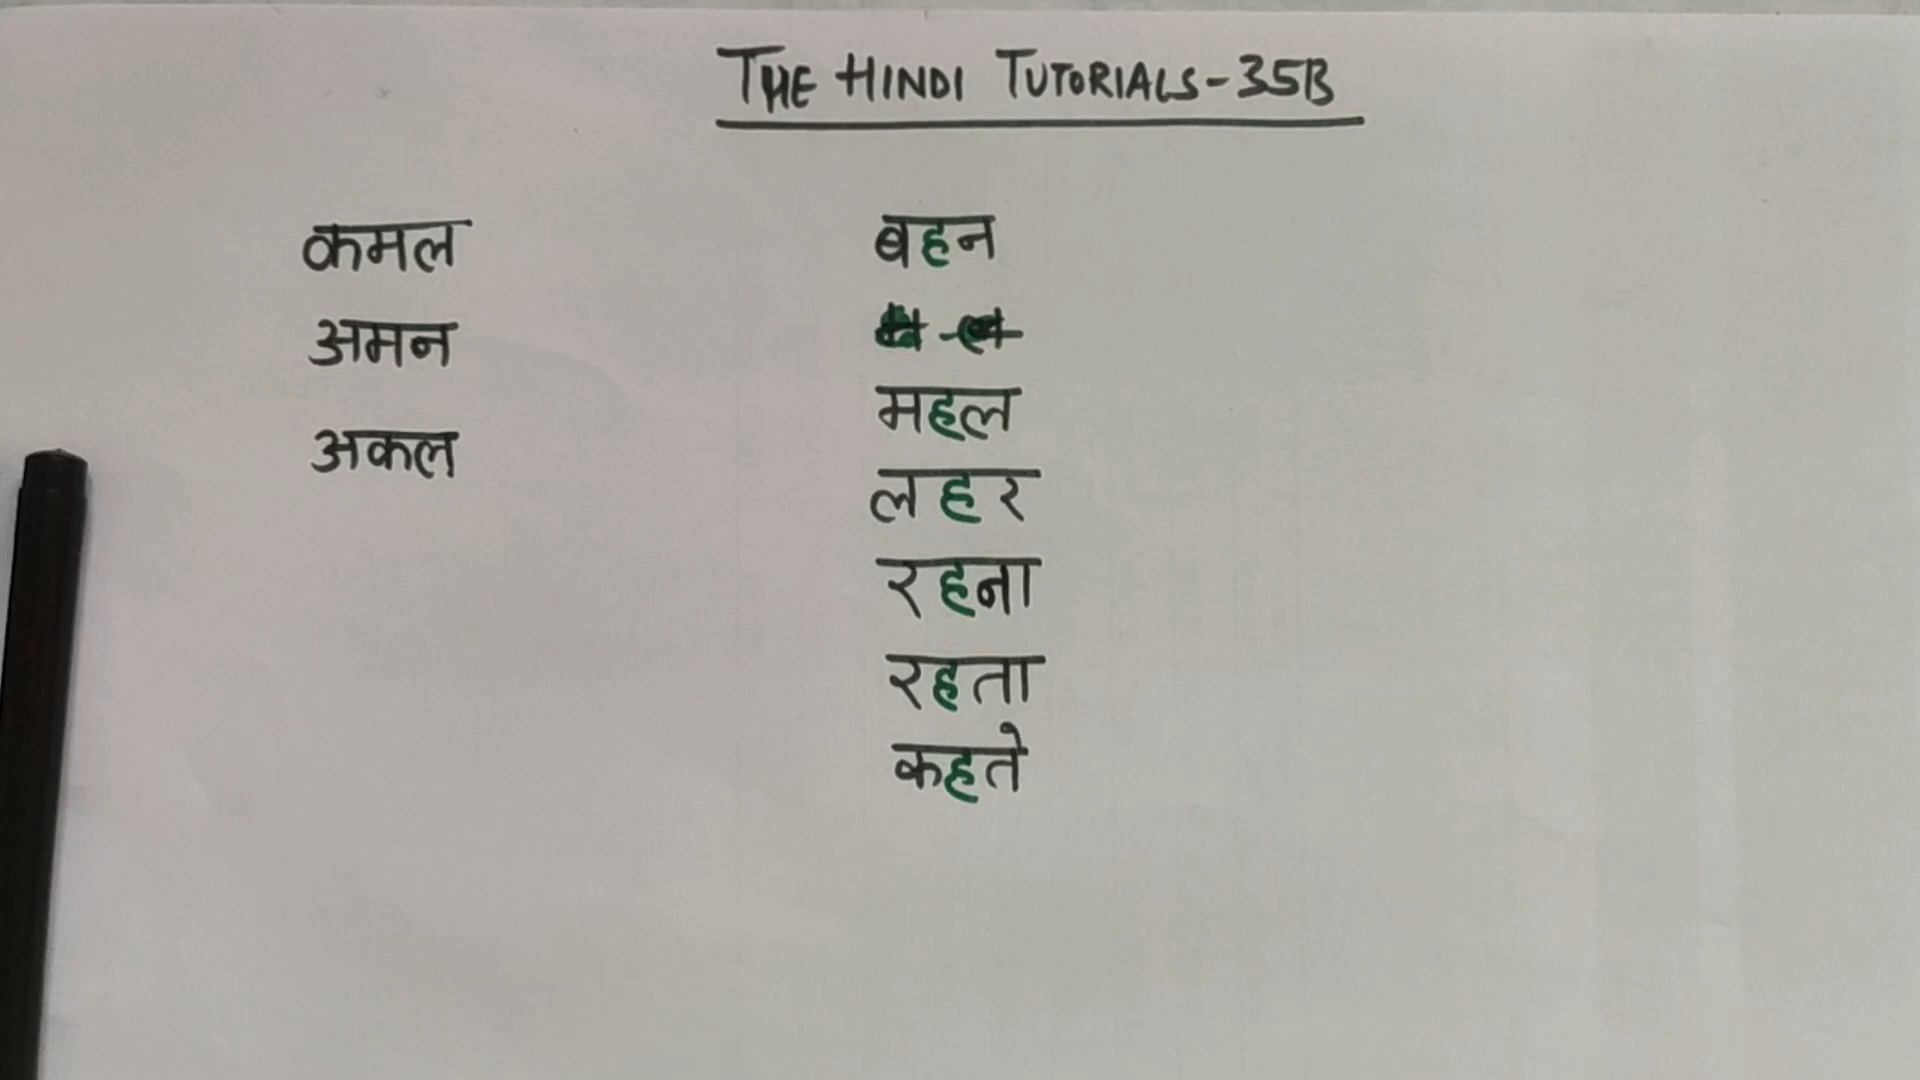 THE HINDI TUTORIALS-35B
कमल
अमन
अकल
बहन
महल
लहर
रहना
रहता
कहते